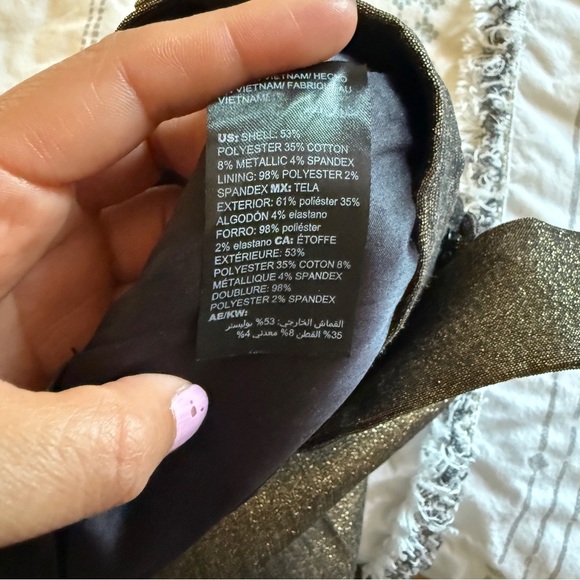 VIETNAM/ HECHO
VIETNAM/ FABRIQUÉ AU
VIETNAM
US: SHELL: 53%
POLYESTER 35% COTTON
8% METALLIC 4% SPANDEX
LINING: 98% POLYESTER 2%
SPANDEX MX: TELA
EXTERIOR: 61% poliéster 35%
ALGODÓN 4% elastano
FORRO: 98% poliéster
2% elastano CA: ÉTOFFE
EXTÉRIEURE: 53%
POLYESTER 35% COTON 8%
MÉTALLIQUE 4% SPANDEX
DOUBLURE: 98%
POLYESTER 2% SPANDEX
AE/KW:
القماش الخارجي: 53% بوليستر
35% القطن 8% معدني 4%